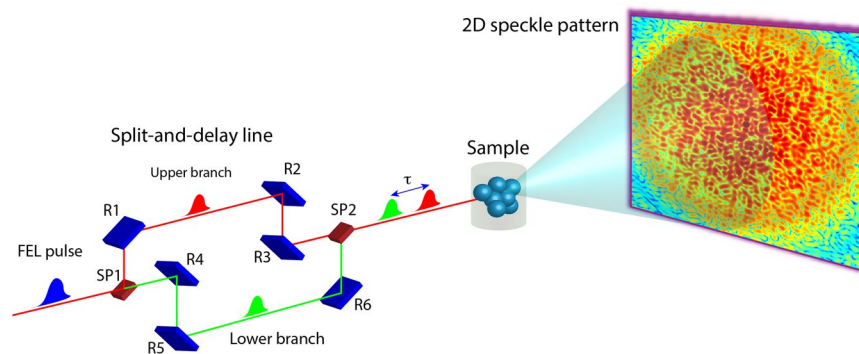 2D speckle pattern
Split-and-delay line
Sample
Upper branch
R2
τ
R1
SP2
FEL pulse
R3
SP1
R4
R6
R5
Lower branch